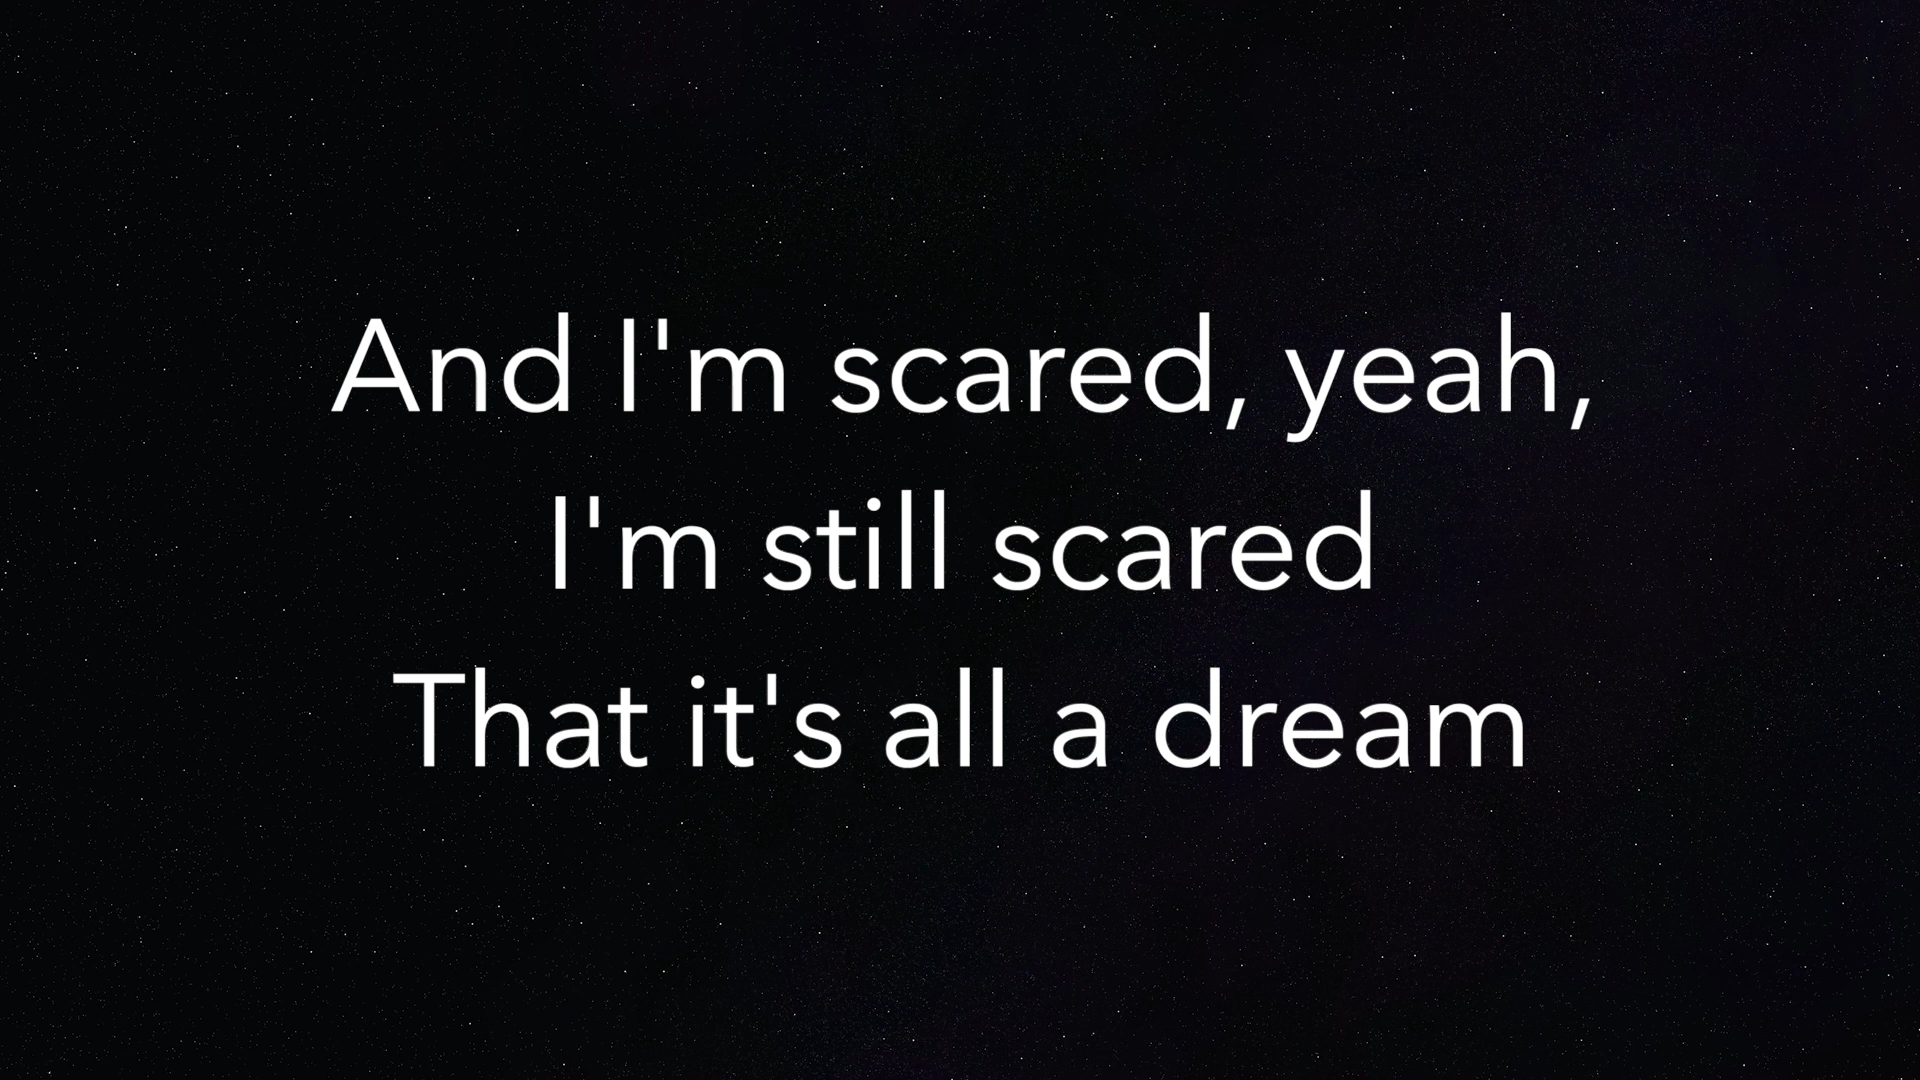 And I'm scared, yeah,
I'm still scared
That it's all a dream